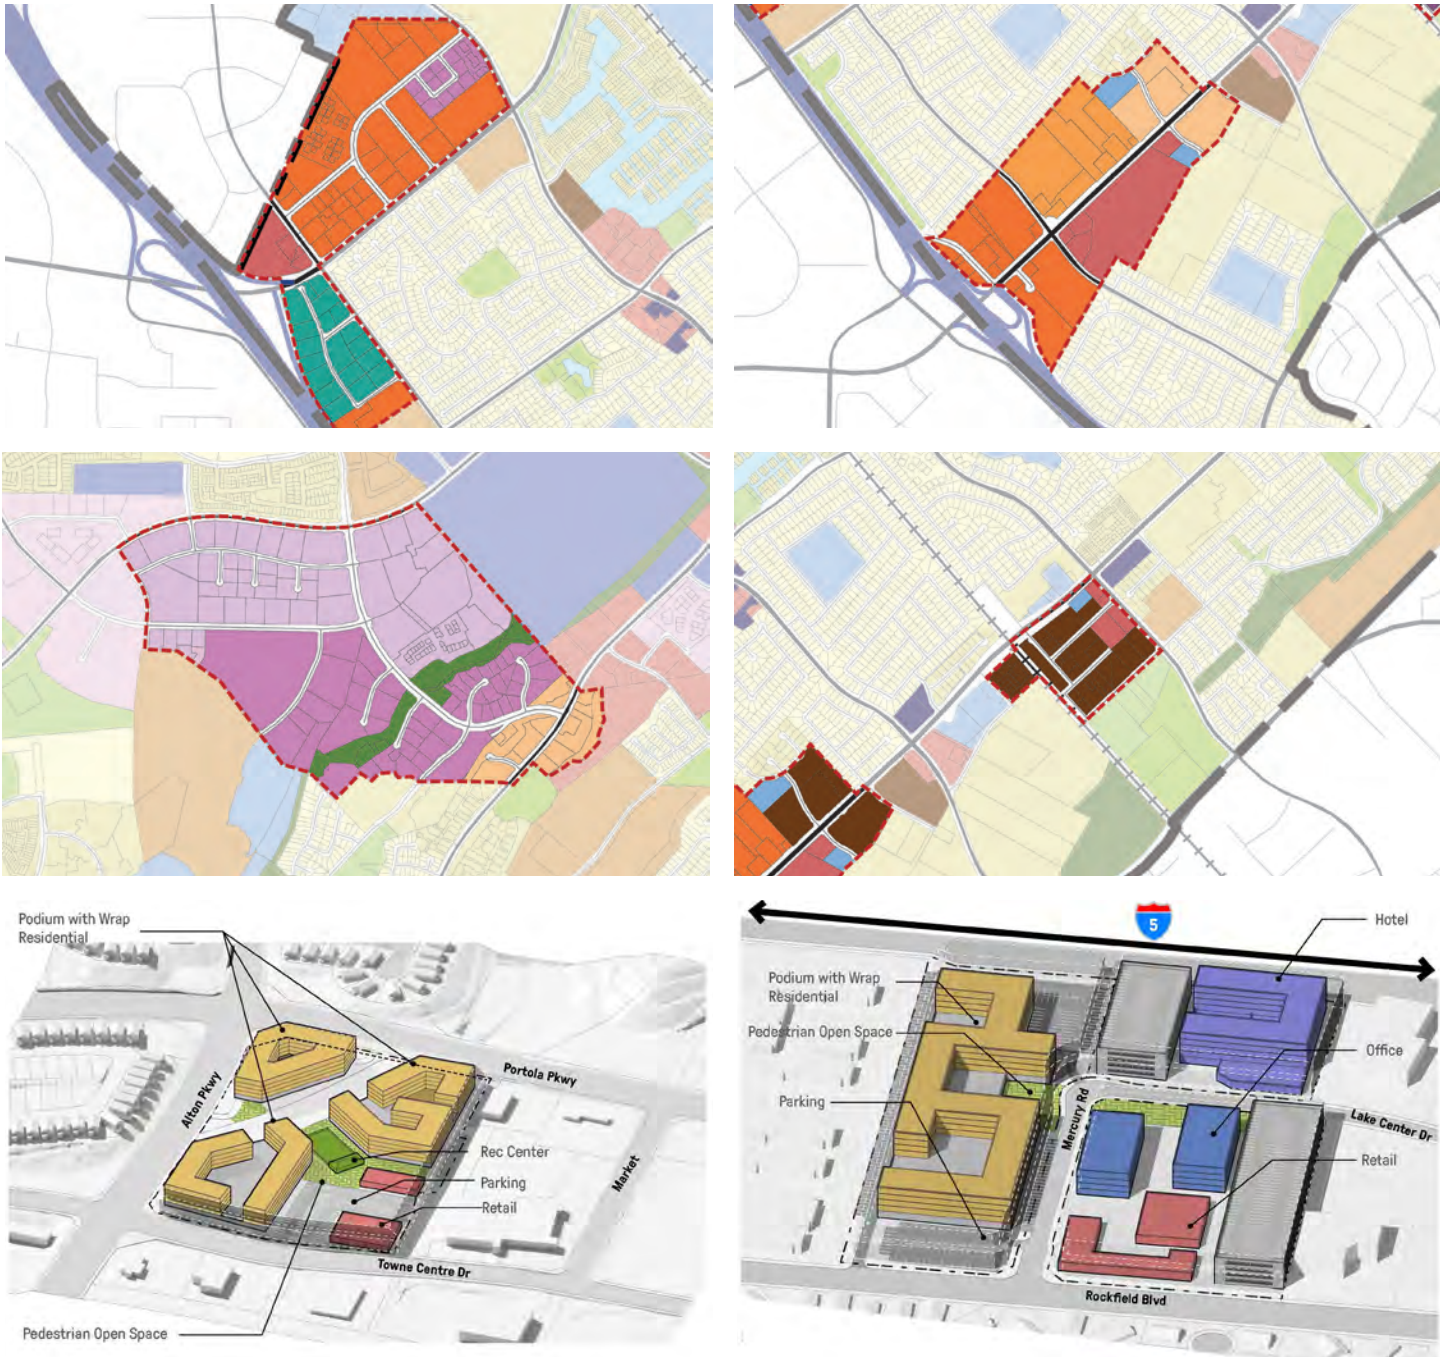 Podium with Wrap
Residential
Alton Pkwy
Portola Pkwy
Rec Center
Parking
Retail
Market
Towne Centre Dr
Pedestrian Open Space
5
Hotel
Podium with Wrap
Residential
Pedestrian Open Space
Office
Parking
Mercury Rd
Lake Center Dr
Retail
Rockfield Blvd